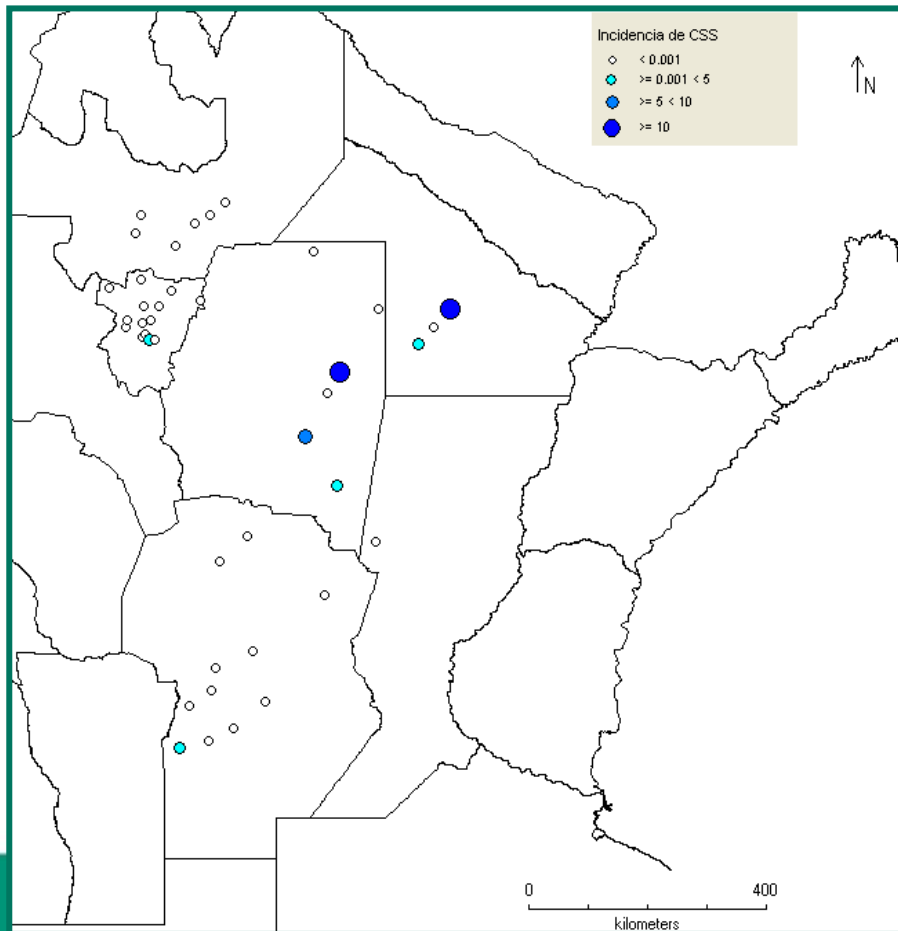 Incidencia de CSS
< 0.001
>= 0.001 < 5
>= 5 < 10
>= 10
N
0 400
kilometers